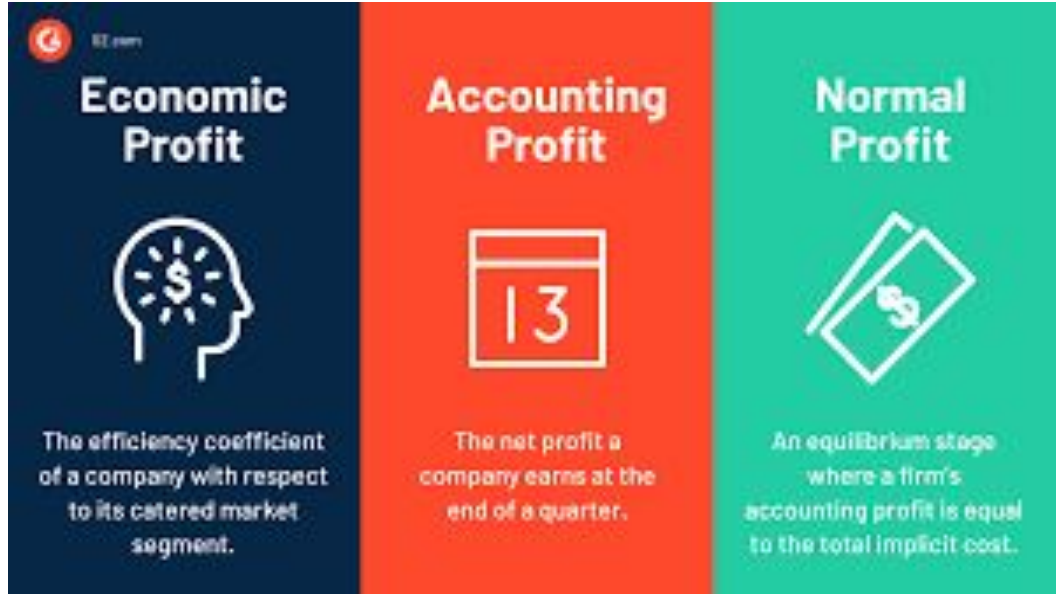 G2.com
Economic
Profit
The efficiency coefficient
of a company with respect
to its catered market
segment.
Accounting
Profit
13
The net profit a
company earns at the
end of a quarter.
Normal
Profit
$
An equilibrium stage
where a firm's
accounting profit is equal
to the total implicit cost.